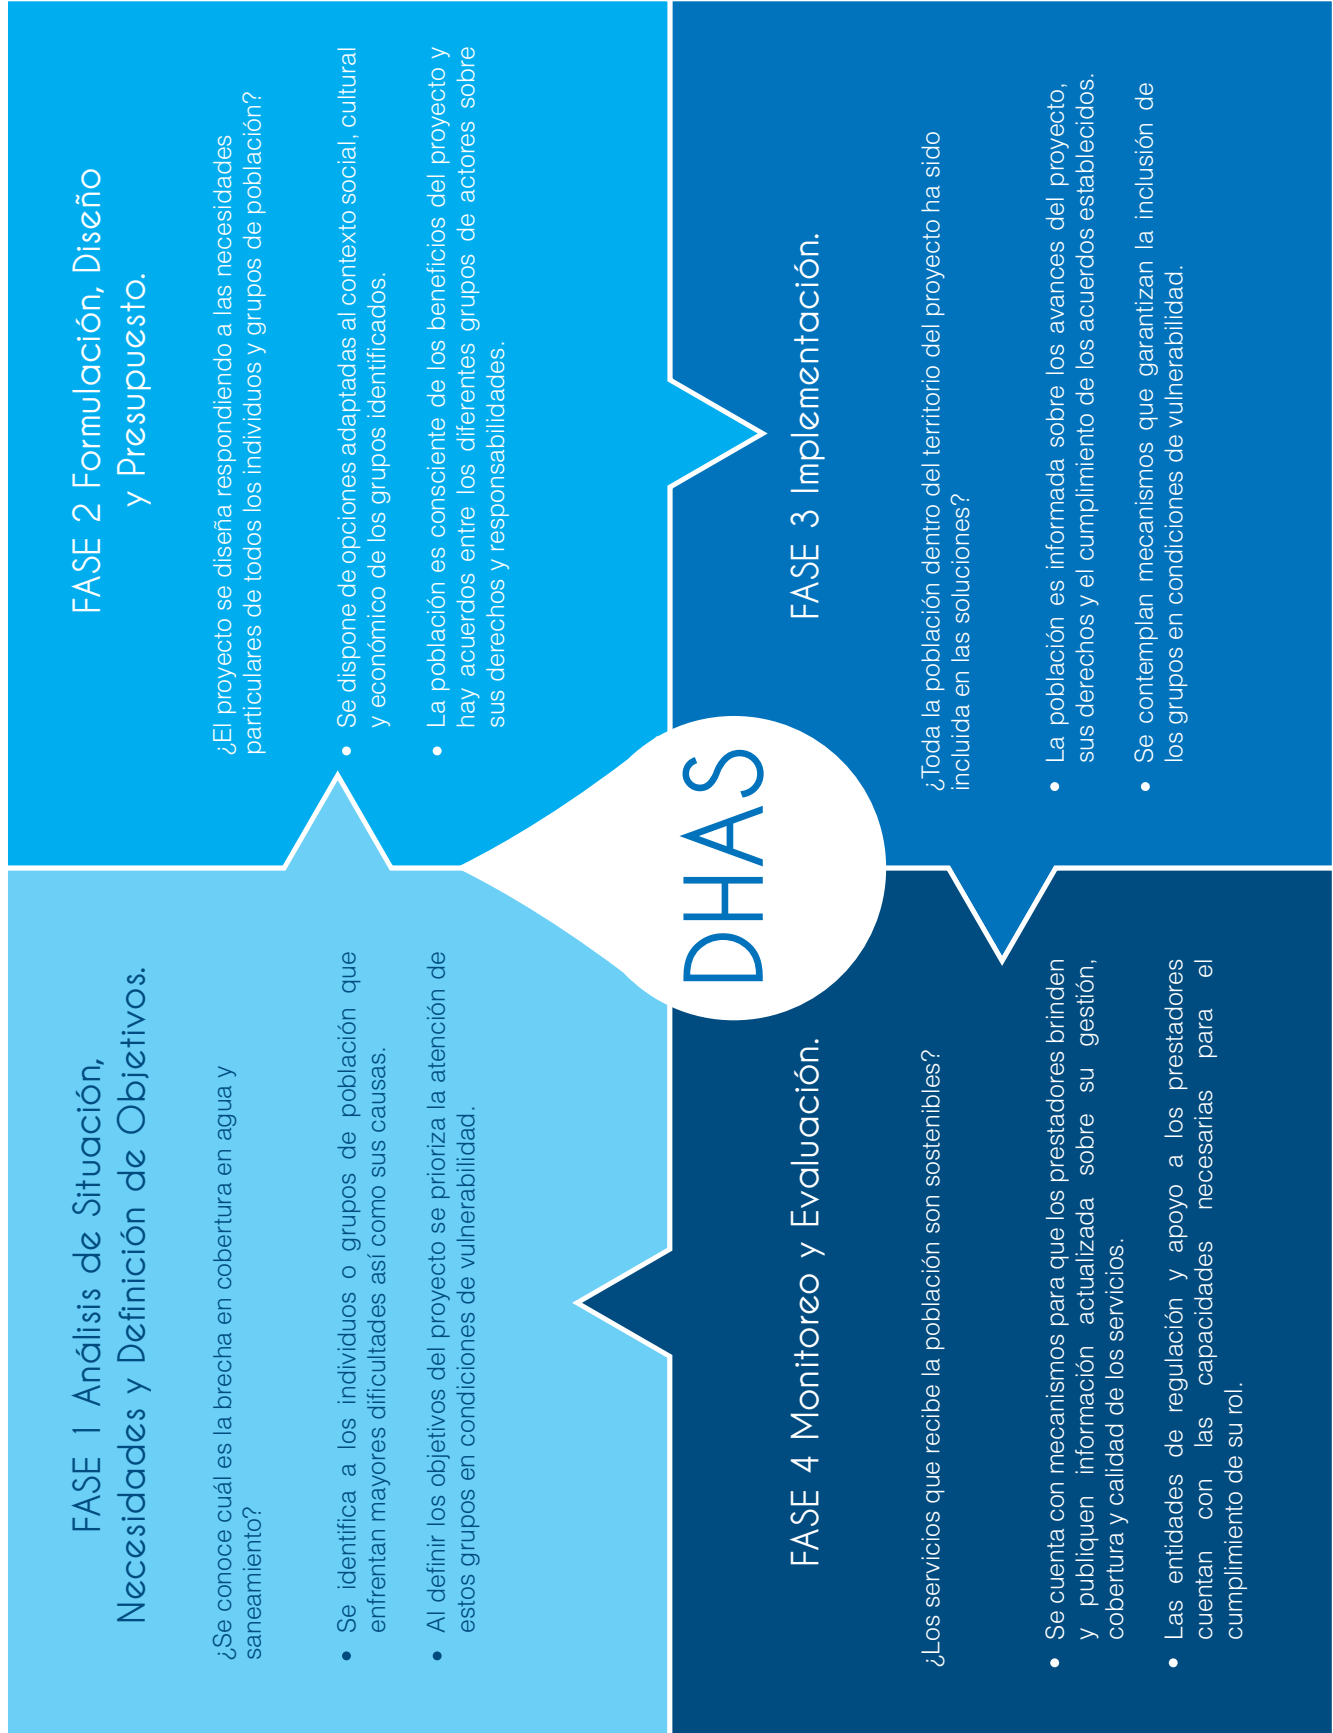 FASE 1 Análisis de Situación,
Necesidades y Definición de Objetivos.
¿Se conoce cuál es la brecha en cobertura en agua y
saneamiento?
• Se identifica a los individuos o grupos de población que
enfrentan mayores dificultades así como sus causas.
• Al definir los objetivos del proyecto se prioriza la atención de
estos grupos en condiciones de vulnerabilidad.
FASE 2 Formulación, Diseño
y Presupuesto.
¿El proyecto se diseña respondiendo a las necesidades
particulares de todos los individuos y grupos de población?
• Se dispone de opciones adaptadas al contexto social, cultural
y económico de los grupos identificados.
• La población es consciente de los beneficios del proyecto y
hay acuerdos entre los diferentes grupos de actores sobre
sus derechos y responsabilidades.
DHAS
FASE 3 Implementación.
¿Toda la población dentro del territorio del proyecto ha sido
incluida en las soluciones?
• La población es informada sobre los avances del proyecto,
sus derechos y el cumplimiento de los acuerdos establecidos.
• Se contemplan mecanismos que garantizan la inclusión de
los grupos en condiciones de vulnerabilidad.
FASE 4 Monitoreo y Evaluación.
¿Los servicios que recibe la población son sostenibles?
• Se cuenta con mecanismos para que los prestadores brinden
y publiquen información actualizada sobre su gestión,
cobertura y calidad de los servicios.
• Las entidades de regulación y apoyo a los prestadores
cuentan con las capacidades necesarias para el
cumplimiento de su rol.